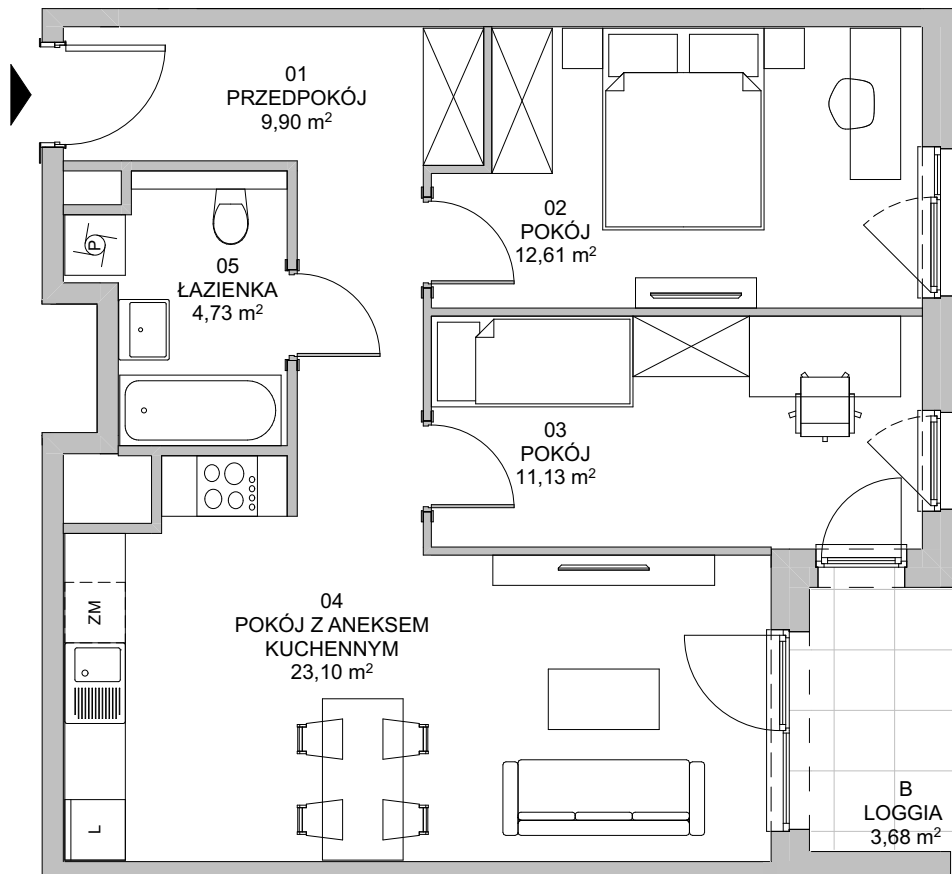 01
PRZEDPOKÓJ
9,90 m²
02
POKÓJ
12,61 m²
P
05
ŁAZIENKA
4,73 m²
03
POKÓJ
11,13 m²
ZM
04
POKÓJ Z ANEKSEM
KUCHENNYM
23,10 m²
L
B
LOGGIA
3,68 m²